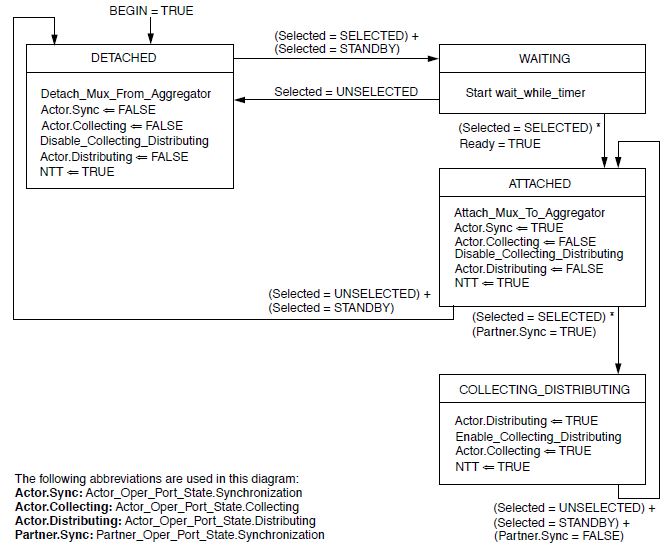 BEGIN = TRUE
DETACHED
Detach_Mux_From_Aggregator
Actor.Sync ⇐ FALSE
Actor.Collecting ⇐ FALSE
Disable_Collecting_Distributing
Actor.Distributing ⇐ FALSE
NTT ⇐ TRUE
(Selected = SELECTED) +
(Selected = STANDBY)
Selected = UNSELECTED
WAITING
Start wait_while_timer
(Selected = SELECTED) *
Ready = TRUE
ATTACHED
Attach_Mux_To_Aggregator
Actor.Sync ⇐ TRUE
Actor.Collecting ⇐ FALSE
Disable_Collecting_Distributing
Actor.Distributing ⇐ FALSE
NTT ⇐ TRUE
(Selected = UNSELECTED) +
(Selected = STANDBY)
(Selected = SELECTED) *
(Partner.Sync = TRUE)
COLLECTING_DISTRIBUTING
Actor.Distributing ⇐ TRUE
Enable_Collecting_Distributing
Actor.Collecting ⇐ TRUE
NTT ⇐ TRUE
(Selected = UNSELECTED) +
(Selected = STANDBY) +
(Partner.Sync = FALSE)
The following abbreviations are used in this diagram:
Actor.Sync: Actor_Oper_Port_State.Synchronization
Actor.Collecting: Actor_Oper_Port_State.Collecting
Actor.Distributing: Actor_Oper_Port_State.Distributing
Partner.Sync: Partner_Oper_Port_State.Synchronization